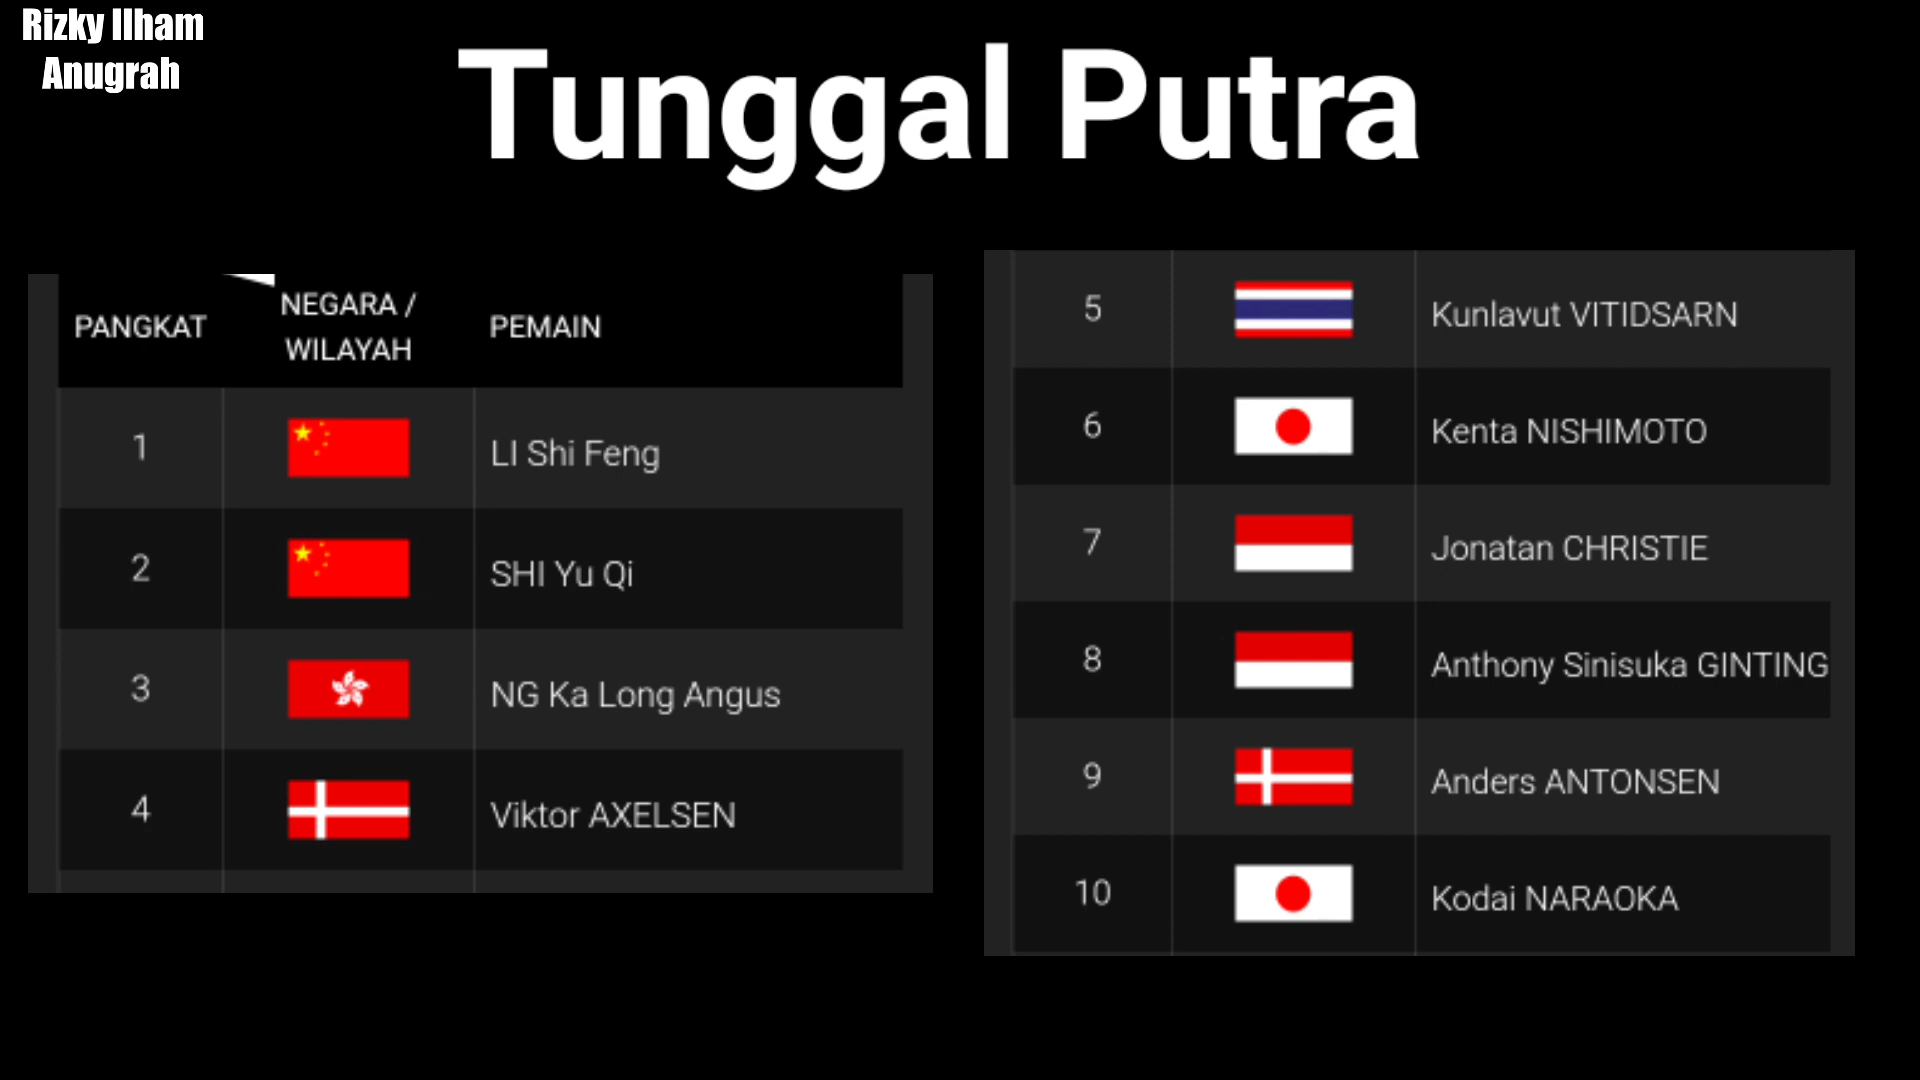 Rizky Ilham
Anugrah
Tunggal Putra
PANGKAT NEGARA / WILAYAH PEMAIN
1 LI Shi Feng
2 SHI Yu Qi
3 NG Ka Long Angus
4 Viktor AXELSEN
5 Kunlavut VITIDSARN
6 Kenta NISHIMOTO
7 Jonatan CHRISTIE
8 Anthony Sinisuka GINTING
9 Anders ANTONSEN
10 Kodai NARAOKA